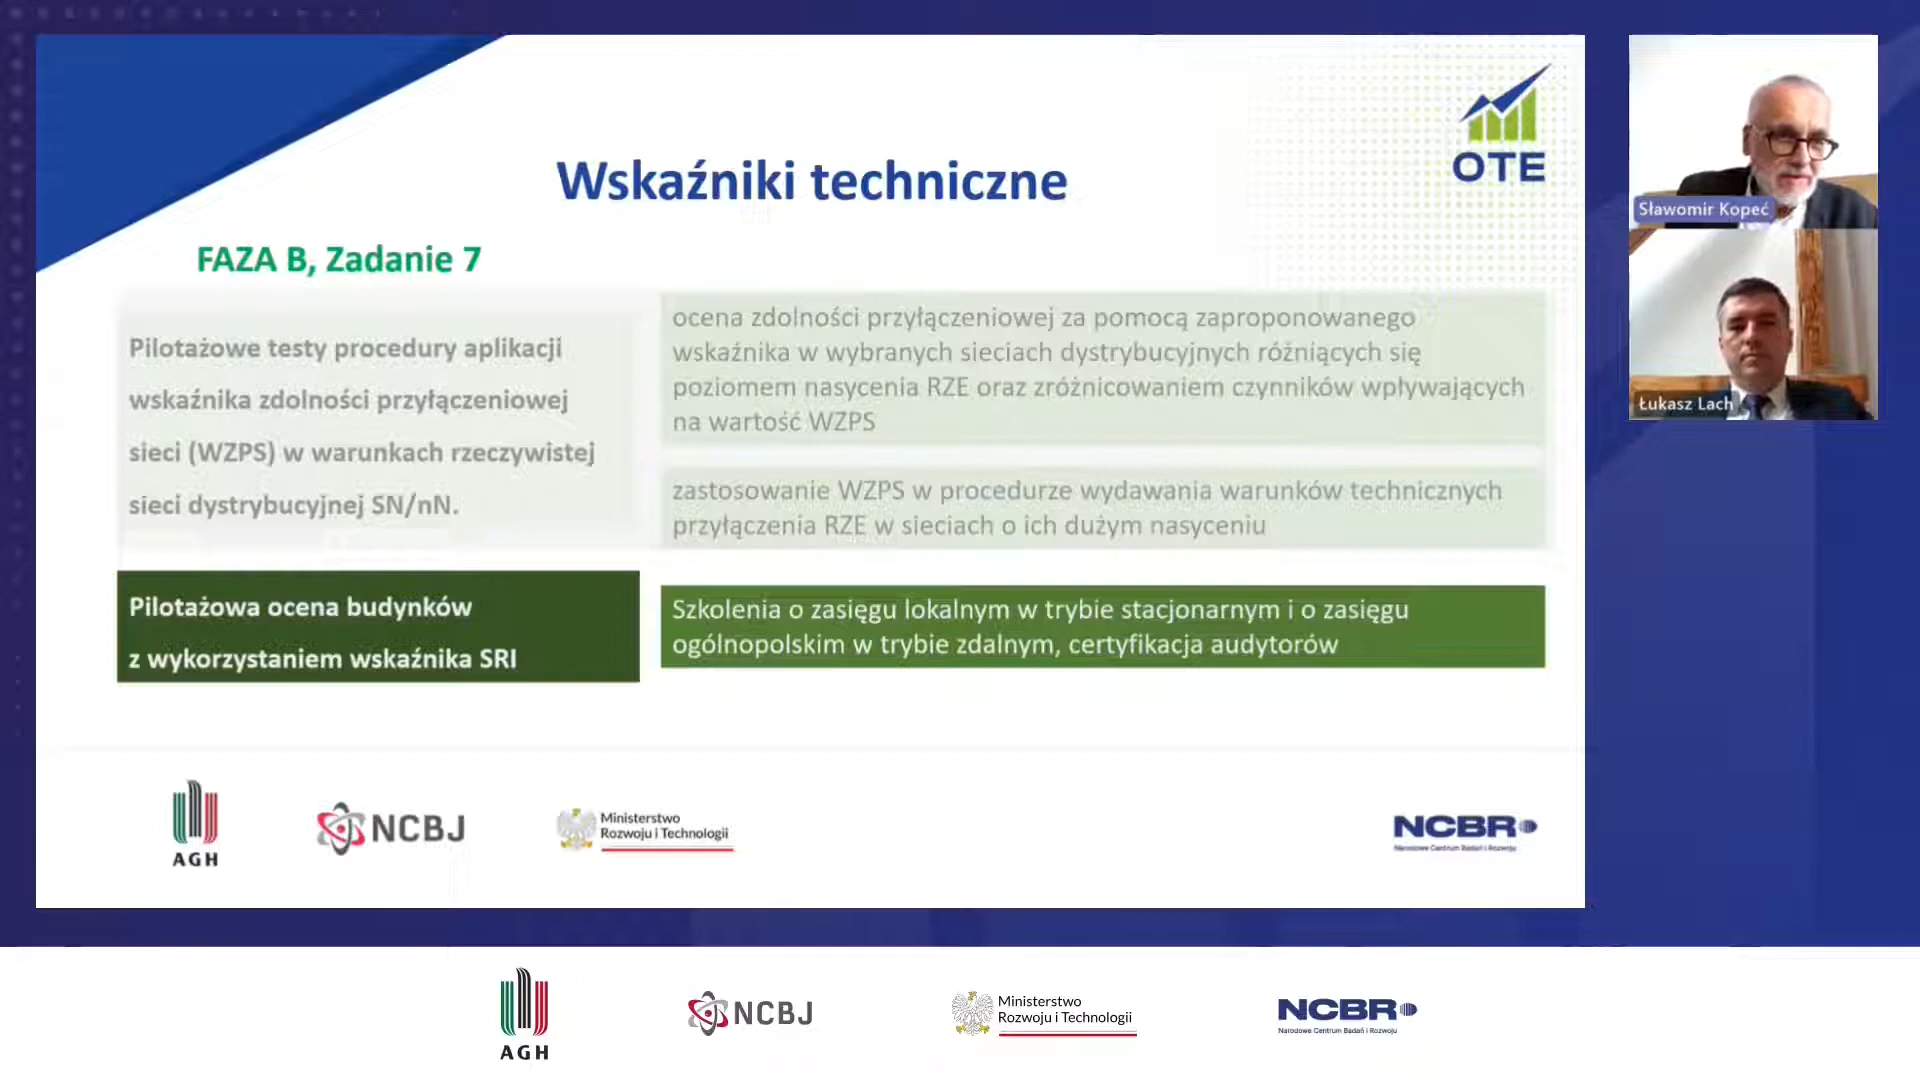 Wskaźniki techniczne
OTE
FAZA B, Zadanie 7
Pilotażowe testy procedury aplikacji
wskaźnika zdolności przyłączeniowej
sieci (WZPS) w warunkach rzeczywistej
sieci dystrybucyjnej SN/nN.
ocena zdolności przyłączeniowej za pomocą zaproponowanego
wskaźnika w wybranych sieciach dystrybucyjnych różniących się
poziomem nasycenia RZE oraz zróżnicowaniem czynników wpływających
na wartość WZPS
zastosowanie WZPS w procedurze wydawania warunków technicznych
przyłączenia RZE w sieciach o ich dużym nasyceniu
Pilotażowa ocena budynków
z wykorzystaniem wskaźnika SRI
Szkolenia o zasięgu lokalnym w trybie stacjonarnym i o zasięgu
ogólnopolskim w trybie zdalnym, certyfikacja audytorów
AGH
NCBJ
Ministerstwo
Rozwoju i Technologii
NCBR
Narodowe Centrum Badań i Rozwoju
Sławomir Kopeć
Łukasz Lach
AGH
NCBJ
Ministerstwo
Rozwoju i Technologii
NCBR
Narodowe Centrum Badań i Rozwoju